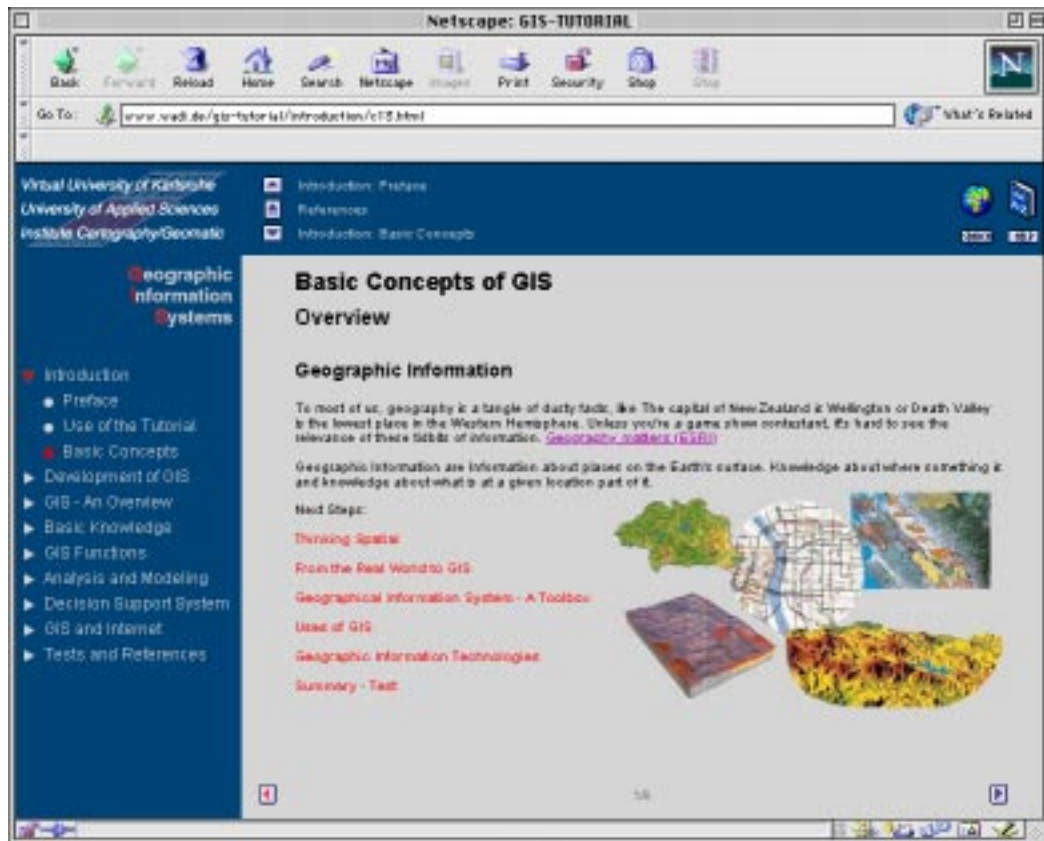 Netscape: GIS-TUTORIAL
Back Forward Reload Home Search Netscape Images Print Security Shop Stop
Go To: What's Related
Virtual University of Karlsruhe
University of Applied Sciences
Institute Cartography/Geomatic
Introduction: Preface
References
Introduction: Basic Concepts
Geographic
Information
Systems
Introduction
Preface
Use of the Tutorial
Basic Concepts
Development of GIS
GIS - An Overview
Basic Knowledge
GIS Functions
Analysis and Modeling
Decision Support System
GIS and Internet
Tests and References
Basic Concepts of GIS
Overview
Geographic Information
To most of us, geography is a tangle of dusty facts, like The capital of New Zealand is Wellington or Death Valley
is the lowest place in the Western Hemisphere. Unless you're a game show contestant, it's hard to see the
relevance of these tidbits of information. Geography matters (ESRI)
Geographic Information are information about places on the Earth's surface. Knowledge about where something is
and knowledge about what is at a given location part of it.
Next Steps:
Thinking Spatial
From the Real World to GIS
Geographical Information System - A Toolbox
Uses of GIS
Geographic Information Technologies
Summary - Test